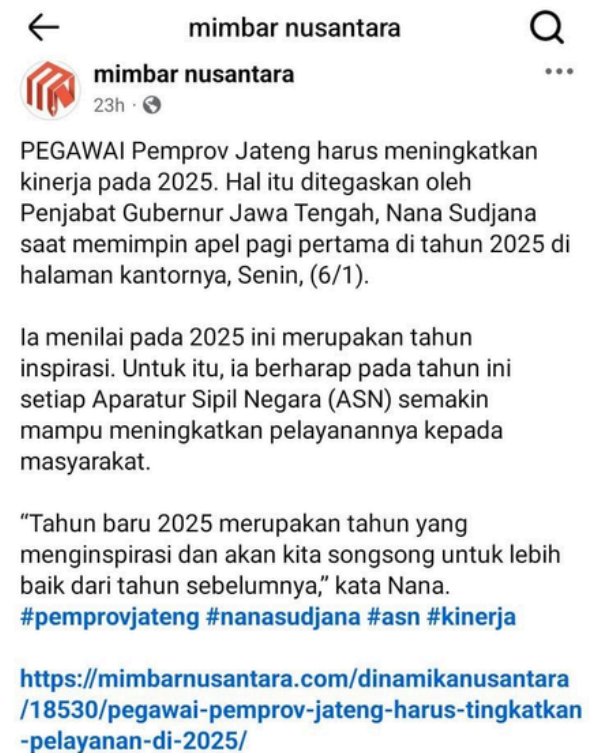 mimbar nusantara
mimbar nusantara
23h ·
PEGAWAI Pemprov Jateng harus meningkatkan
kinerja pada 2025. Hal itu ditegaskan oleh
Penjabat Gubernur Jawa Tengah, Nana Sudjana
saat memimpin apel pagi pertama di tahun 2025 di
halaman kantornya, Senin, (6/1).
Ia menilai pada 2025 ini merupakan tahun
inspirasi. Untuk itu, ia berharap pada tahun ini
setiap Aparatur Sipil Negara (ASN) semakin
mampu meningkatkan pelayanannya kepada
masyarakat.
“Tahun baru 2025 merupakan tahun yang
menginspirasi dan akan kita songsong untuk lebih
baik dari tahun sebelumnya,” kata Nana.
#pemprovjateng #nanasudjana #asn #kinerja
https://mimbarnusantara.com/dinamikanusantara
/18530/pegawai-pemprov-jateng-harus-tingkatkan
-pelayanan-di-2025/